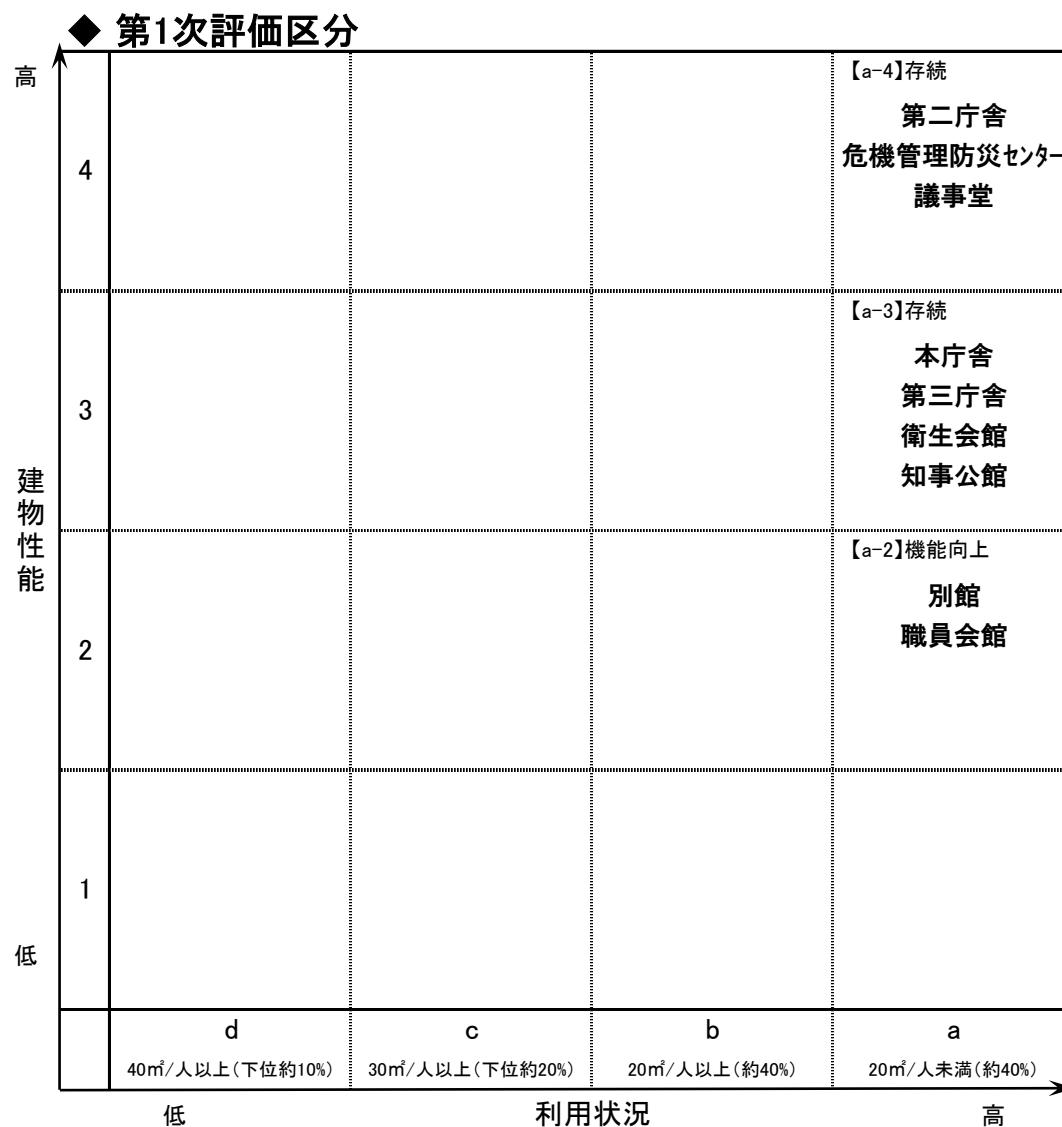 ◆ 第1次評価区分
高
4
【a-4】存続
第二庁舎
危機管理防災ｾﾝﾀｰ
議事堂
3
【a-3】存続
本庁舎
第三庁舎
衛生会館
知事公館
建物性能
2
【a-2】機能向上
別館
職員会館
1
低
d
c
b
a
40㎡/人以上（下位約10%）
30㎡/人以上（下位約20%）
20㎡/人以上（約40%）
20㎡/人未満（約40%）
低
利用状況
高